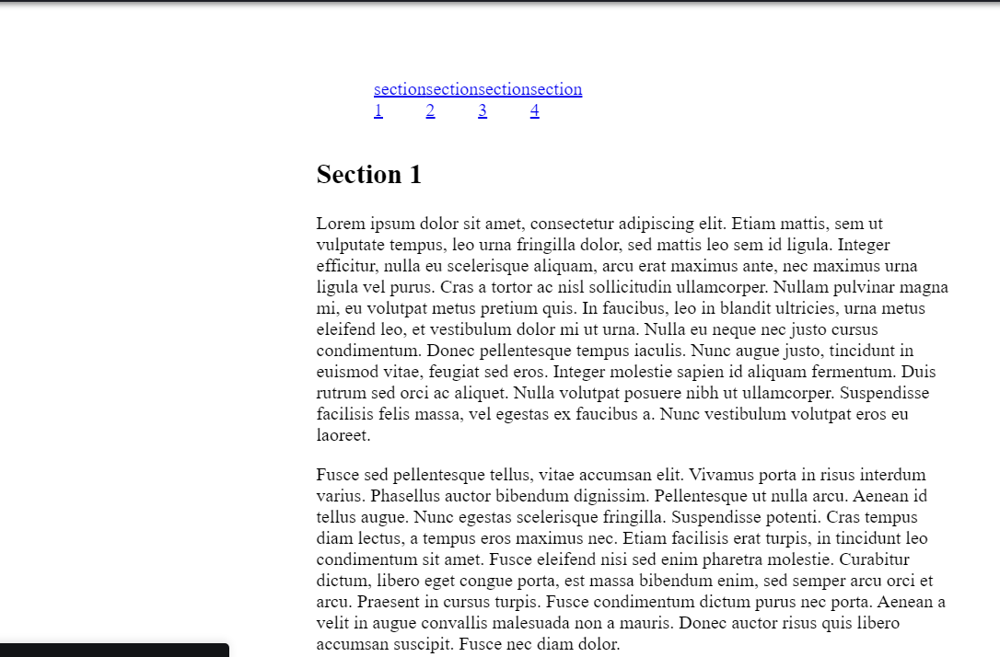 sectionsectionsectionsection
1 2 3 4
Section 1
Lorem ipsum dolor sit amet, consectetur adipiscing elit. Etiam mattis, sem ut
vulputate tempus, leo urna fringilla dolor, sed mattis leo sem id ligula. Integer
efficitur, nulla eu scelerisque aliquam, arcu erat maximus ante, nec maximus urna
ligula vel purus. Cras a tortor ac nisl sollicitudin ullamcorper. Nullam pulvinar magna
mi, eu volutpat metus pretium quis. In faucibus, leo in blandit ultricies, urna metus
eleifend leo, et vestibulum dolor mi ut urna. Nulla eu neque nec justo cursus
condimentum. Donec pellentesque tempus iaculis. Nunc augue justo, tincidunt in
euismod vitae, feugiat sed eros. Integer molestie sapien id aliquam fermentum. Duis
rutrum sed orci ac aliquet. Nulla volutpat posuere nibh ut ullamcorper. Suspendisse
facilisis felis massa, vel egestas ex faucibus a. Nunc vestibulum volutpat eros eu
laoreet.
Fusce sed pellentesque tellus, vitae accumsan elit. Vivamus porta in risus interdum
varius. Phasellus auctor bibendum dignissim. Pellentesque ut nulla arcu. Aenean id
tellus augue. Nunc egestas scelerisque fringilla. Suspendisse potenti. Cras tempus
diam lectus, a tempus eros maximus nec. Etiam facilisis erat turpis, in tincidunt leo
condimentum sit amet. Fusce eleifend nisi sed enim pharetra molestie. Curabitur
dictum, libero eget congue porta, est massa bibendum enim, sed semper arcu orci et
arcu. Praesent in cursus turpis. Fusce condimentum dictum purus nec porta. Aenean a
velit in augue convallis malesuada non a mauris. Donec auctor risus quis libero
accumsan suscipit. Fusce nec diam dolor.